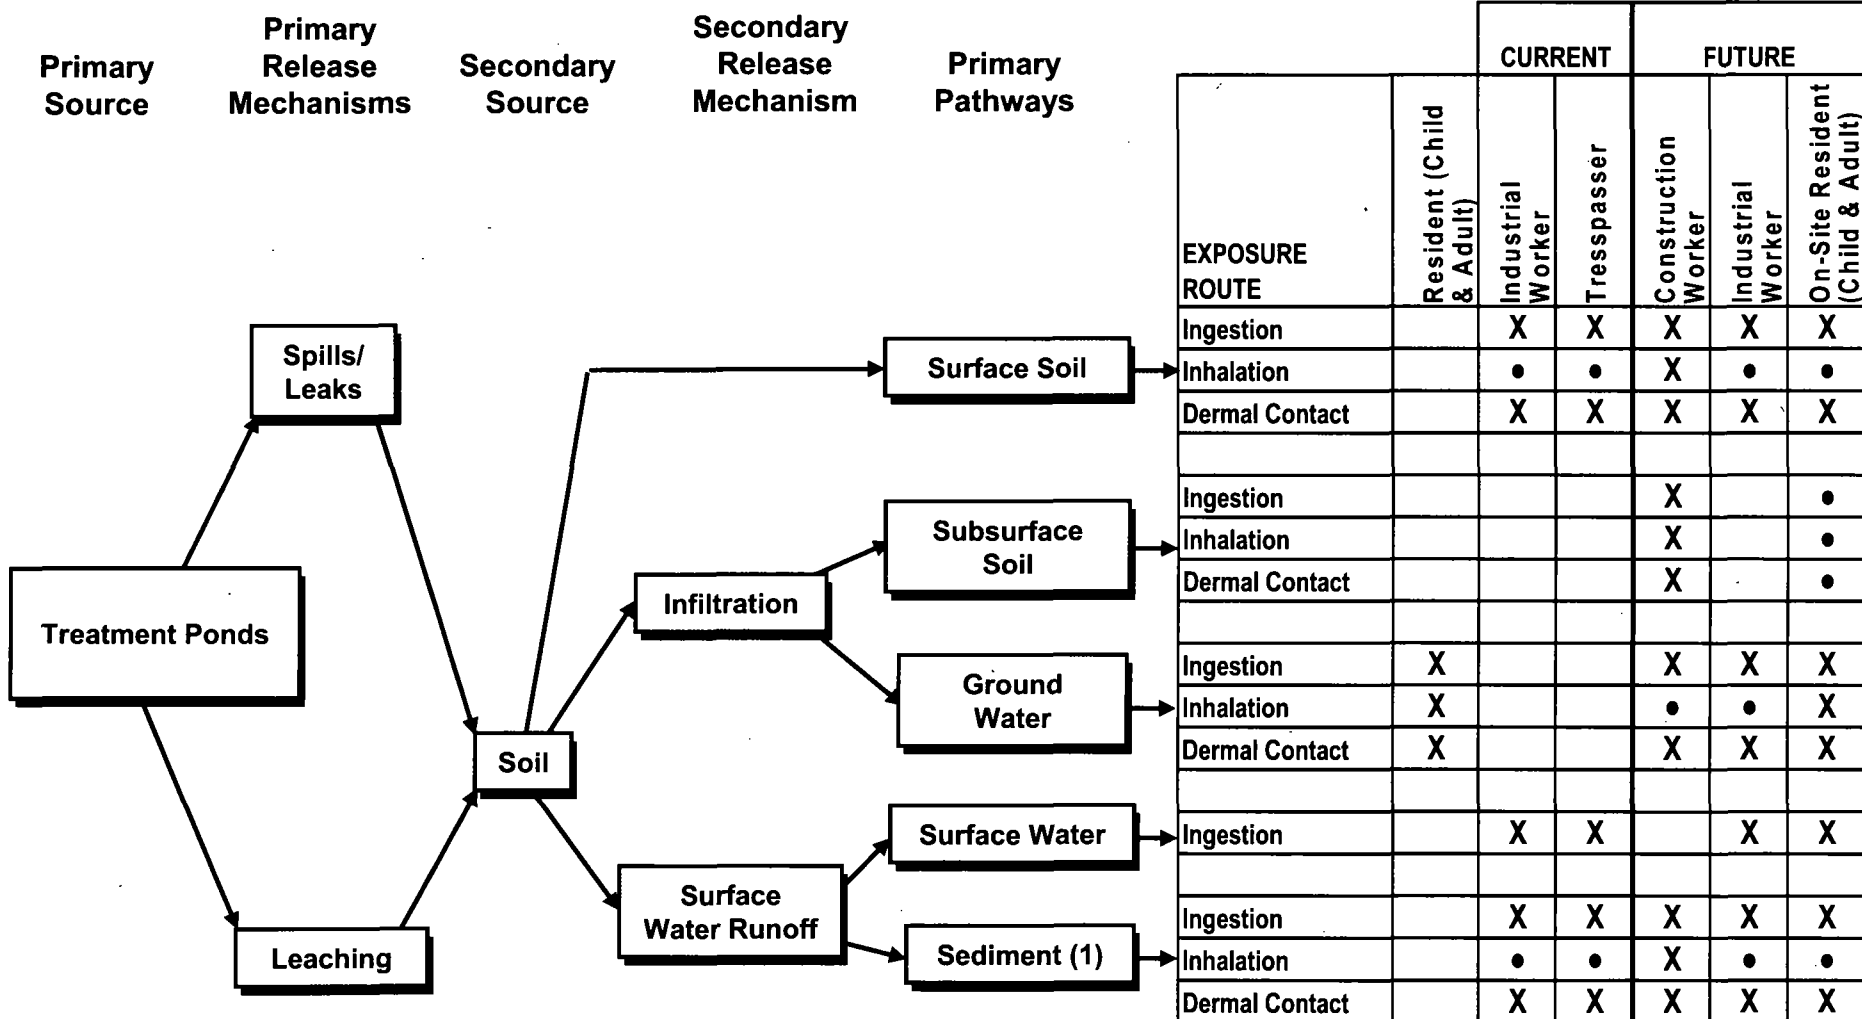 Primary
Source
Primary
Release
Mechanisms
Secondary
Source
Secondary
Release
Mechanism
Primary
Pathways
CURRENT FUTURE
EXPOSURE
ROUTE
Resident (Child
& Adult)
Industrial
Worker
Tresspasser
Construction
Worker
Industrial
Worker
On-Site Resident
(Child & Adult)
Spills/
Leaks
Treatment Ponds
Leaching
Soil
Infiltration
Surface
Water Runoff
Surface Soil
Subsurface
Soil
Ground
Water
Surface Water
Sediment (1)
Ingestion X X X X X
Inhalation • • X • •
Dermal Contact X X X X X
Ingestion X •
Inhalation X •
Dermal Contact X •
Ingestion X X X X
Inhalation X • • X
Dermal Contact X X X X
Ingestion X X X X
Ingestion X X X X X
Inhalation • • X • •
Dermal Contact X X X X X